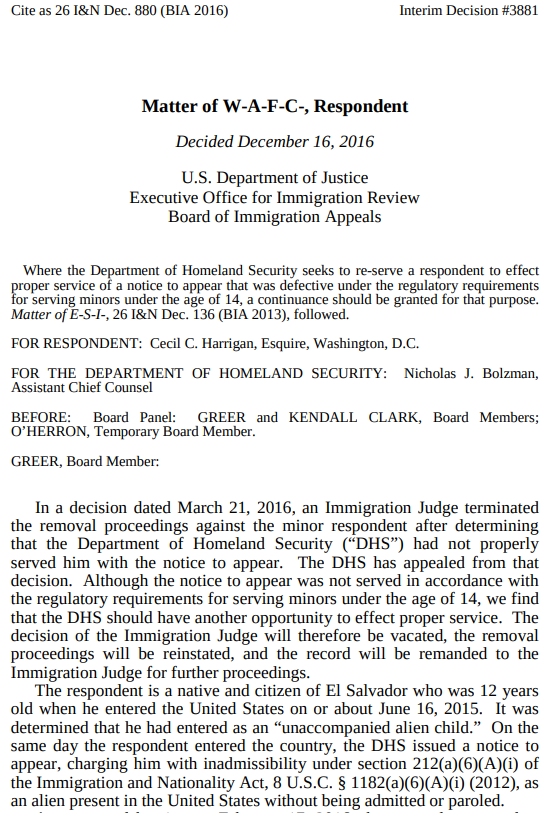 Cite as 26 I&N Dec. 880 (BIA 2016) Interim Decision #3881
Matter of W-A-F-C-, Respondent
Decided December 16, 2016
U.S. Department of Justice
Executive Office for Immigration Review
Board of Immigration Appeals
Where the Department of Homeland Security seeks to re-serve a respondent to effect
proper service of a notice to appear that was defective under the regulatory requirements
for serving minors under the age of 14, a continuance should be granted for that purpose.
Matter of E-S-I-, 26 I&N Dec. 136 (BIA 2013), followed.
FOR RESPONDENT: Cecil C. Harrigan, Esquire, Washington, D.C.
FOR THE DEPARTMENT OF HOMELAND SECURITY: Nicholas J. Bolzman,
Assistant Chief Counsel
BEFORE: Board Panel: GREER and KENDALL CLARK, Board Members;
O'HERRON, Temporary Board Member.
GREER, Board Member:
In a decision dated March 21, 2016, an Immigration Judge terminated
the removal proceedings against the minor respondent after determining
that the Department of Homeland Security (“DHS”) had not properly
served him with the notice to appear. The DHS has appealed from that
decision. Although the notice to appear was not served in accordance with
the regulatory requirements for serving minors under the age of 14, we find
that the DHS should have another opportunity to effect proper service. The
decision of the Immigration Judge will therefore be vacated, the removal
proceedings will be reinstated, and the record will be remanded to the
Immigration Judge for further proceedings.
The respondent is a native and citizen of El Salvador who was 12 years
old when he entered the United States on or about June 16, 2015. It was
determined that he had entered as an “unaccompanied alien child.” On the
same day the respondent entered the country, the DHS issued a notice to
appear, charging him with inadmissibility under section 212(a)(6)(A)(i) of
the Immigration and Nationality Act, 8 U.S.C. § 1182(a)(6)(A)(i) (2012), as
an alien present in the United States without being admitted or paroled.